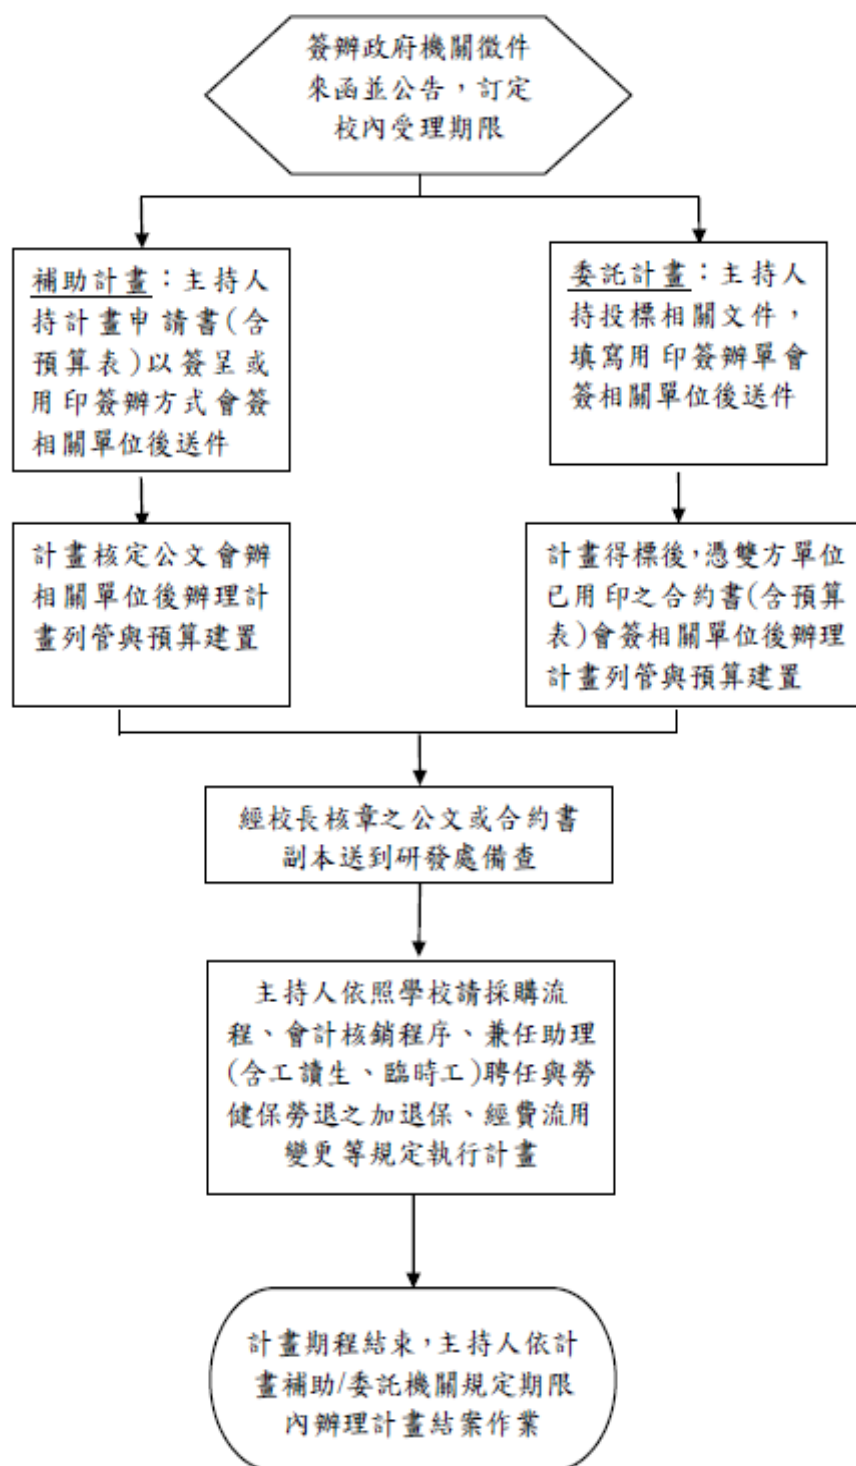 簽辦政府機關徵件
來函並公告，訂定
校內受理期限
補助計畫：主持人
持計畫申請書(含
預算表)以簽呈或
用印簽辦方式會簽
相關單位後送件
委託計畫：主持人
持投標相關文件，
填寫用印簽辦單會
簽相關單位後送件
計畫核定公文會辦
相關單位後辦理計
畫列管與預算建置
計畫得標後，憑雙方單位
已用印之合約書(含預算
表)會簽相關單位後辦理
計畫列管與預算建置
經校長核章之公文或合約書
副本送到研發處備查
主持人依照學校請採購流
程、會計核銷程序、兼任助理
(含工讀生、臨時工)聘任與勞
健保勞退之加退保、經費流用
變更等規定執行計畫
計畫期程結束，主持人依計
畫補助/委託機關規定期限
內辦理計畫結案作業